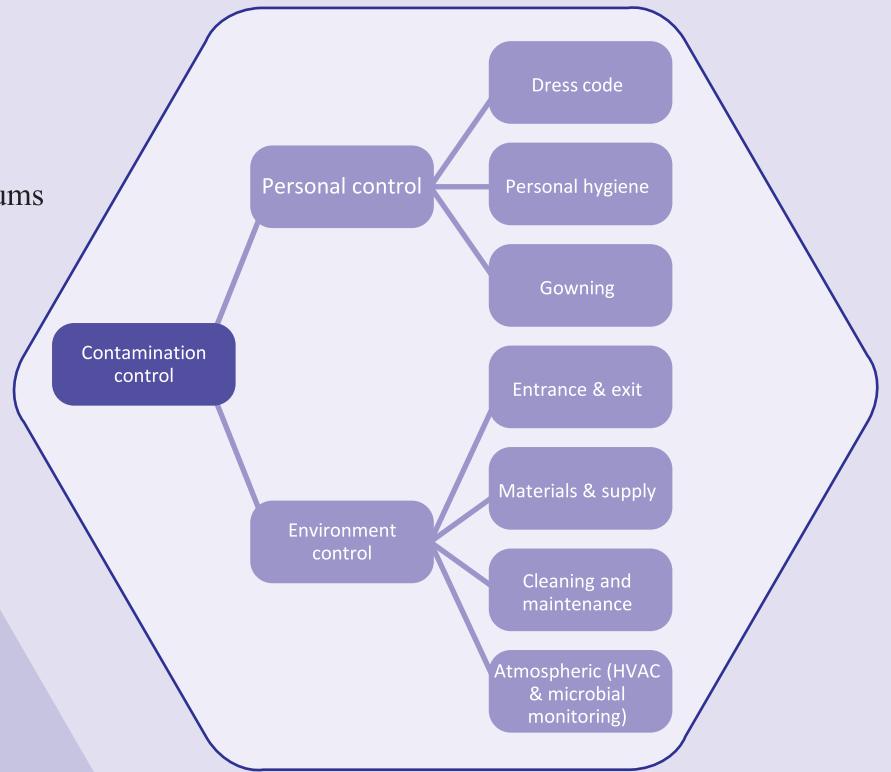 Dress code
Personal control
Personal hygiene
Gowning
Contamination
control
Entrance & exit
Materials & supply
Environment
control
Cleaning and
maintenance
Atmospheric (HVAC
& microbial
monitoring)